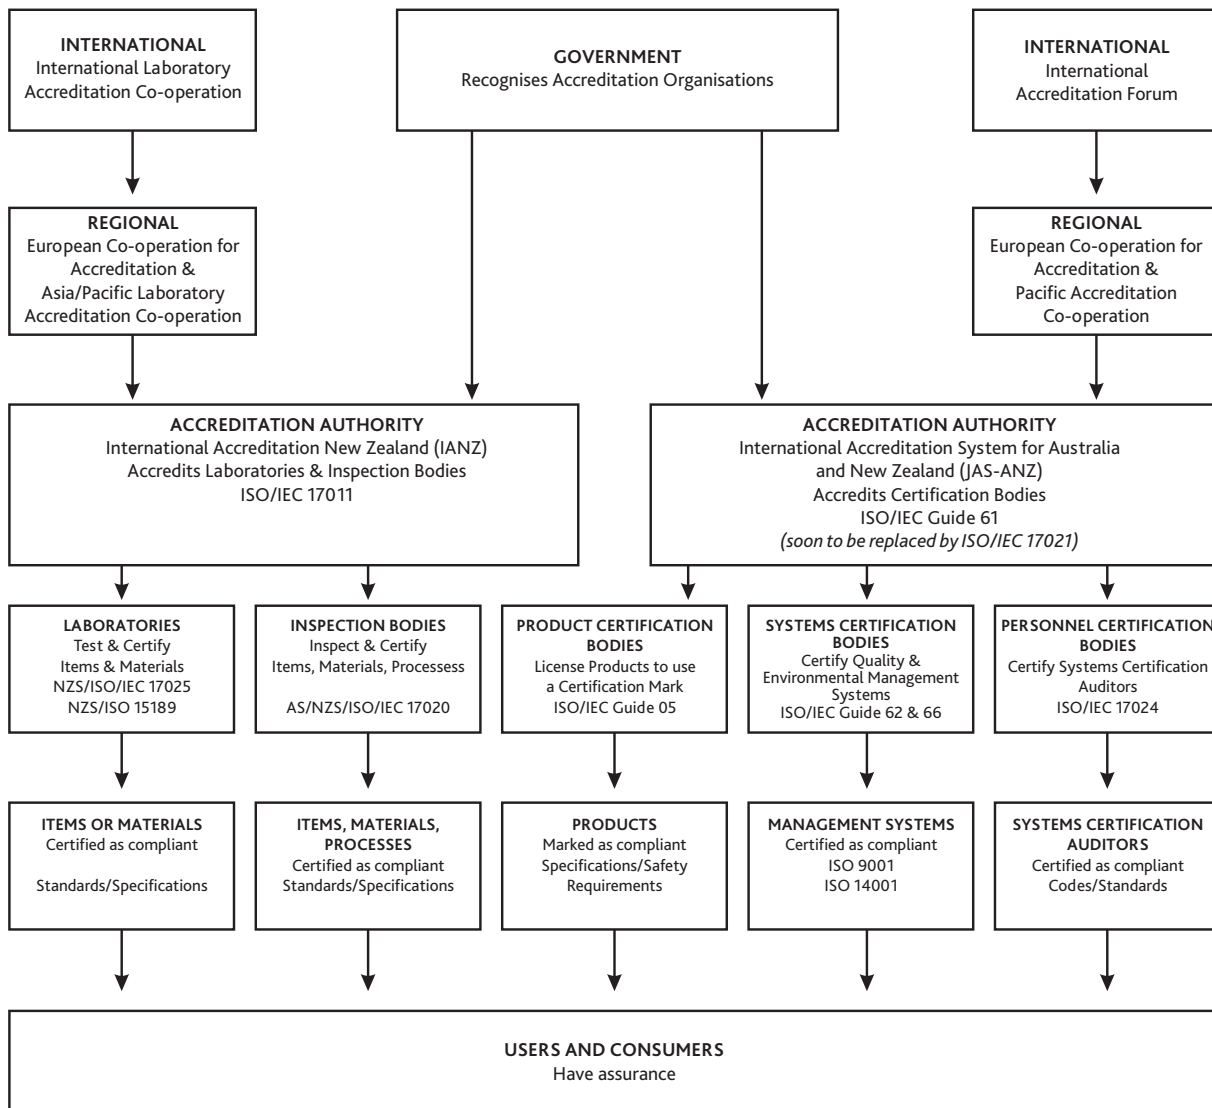 INTERNATIONAL
International Laboratory
Accreditation Co-operation
GOVERNMENT
Recognises Accreditation Organisations
INTERNATIONAL
International
Accreditation Forum
REGIONAL
European Co-operation for
Accreditation &
Asia/Pacific Laboratory
Accreditation Co-operation
REGIONAL
European Co-operation for
Accreditation &
Pacific Accreditation
Co-operation
ACCREDITATION AUTHORITY
International Accreditation New Zealand (IANZ)
Accredits Laboratories & Inspection Bodies
ISO/IEC 17011
ACCREDITATION AUTHORITY
International Accreditation System for Australia
and New Zealand (JAS-ANZ)
Accredits Certification Bodies
ISO/IEC Guide 61
(soon to be replaced by ISO/IEC 17021)
LABORATORIES
Test & Certify
Items & Materials
NZS/ISO/IEC 17025
NZS/ISO 15189
INSPECTION BODIES
Inspect & Certify
Items, Materials, Processess
AS/NZS/ISO/IEC 17020
PRODUCT CERTIFICATION
BODIES
License Products to use
a Certification Mark
ISO/IEC Guide 05
SYSTEMS CERTIFICATION
BODIES
Certify Quality &
Environmental Management
Systems
ISO/IEC Guide 62 & 66
PERSONNEL CERTIFICATION
BODIES
Certify Systems Certification
Auditors
ISO/IEC 17024
ITEMS OR MATERIALS
Certified as compliant
Standards/Specifications
ITEMS, MATERIALS,
PROCESSES
Certified as compliant
Standards/Specifications
PRODUCTS
Marked as compliant
Specifications/Safety
Requirements
MANAGEMENT SYSTEMS
Certified as compliant
ISO 9001
ISO 14001
SYSTEMS CERTIFICATION
AUDITORS
Certified as compliant
Codes/Standards
USERS AND CONSUMERS
Have assurance